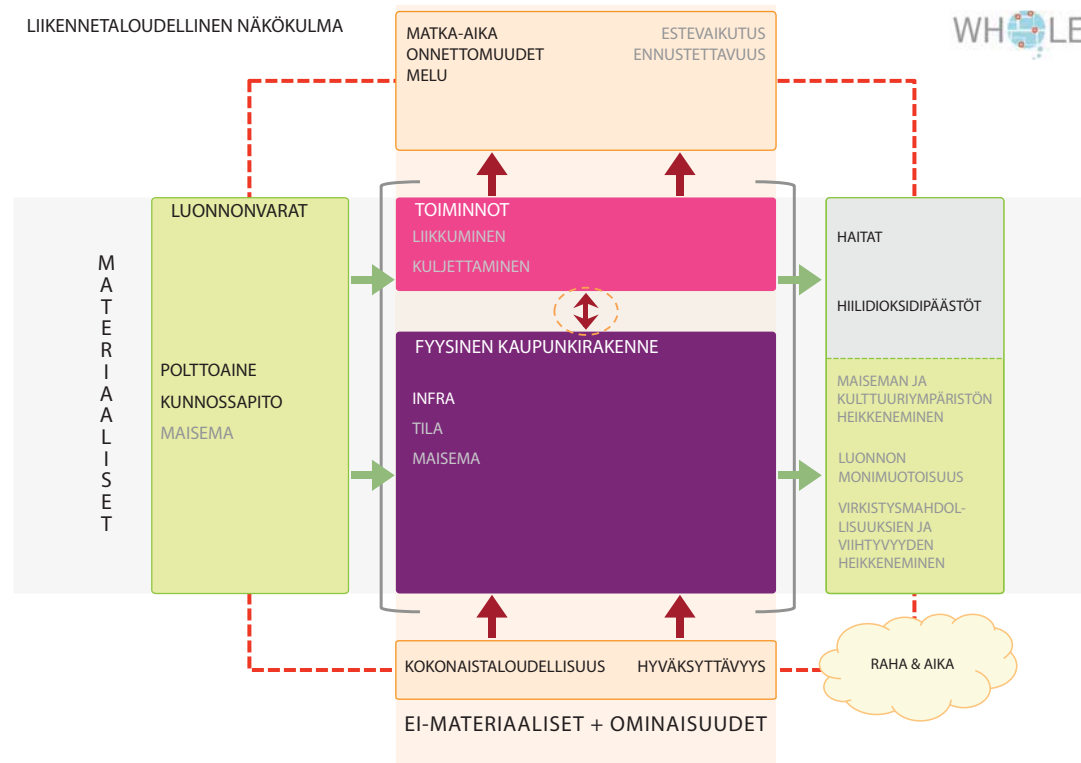 LIIKENNETALOUDELLINEN NÄKÖKULMA
WHOLE
MATKA-AIKA
ONNETTOMUUDET
MELU
ESTEVAIKUTUS
ENNUSTETTAVUUS
MATERIAALISET
LUONNONVARAT
POLTTOAINE
KUNNOSSAPITO
MAISEMA
TOIMINNOT
LIIKKUMINEN
KULJETTAMINEN
FYYSINEN KAUPUNKIRAKENNE
INFRA
TILA
MAISEMA
HAITAT
HIILIDIOKSIDIPÄÄSTÖT
MAISEMAN JA
KULTTUURIYMPÄRISTÖN
HEIKKENEMINEN
LUONNON
MONIMUOTOISUUS
VIRKISTYSMAHDOL-
LISUUKSIEN JA
VIIHTYVYYDEN
HEIKKENEMINEN
KOKONAISTALOUDELLISUUS
HYVÄKSYTTÄVYYS
RAHA & AIKA
EI-MATERIAALISET + OMINAISUUDET